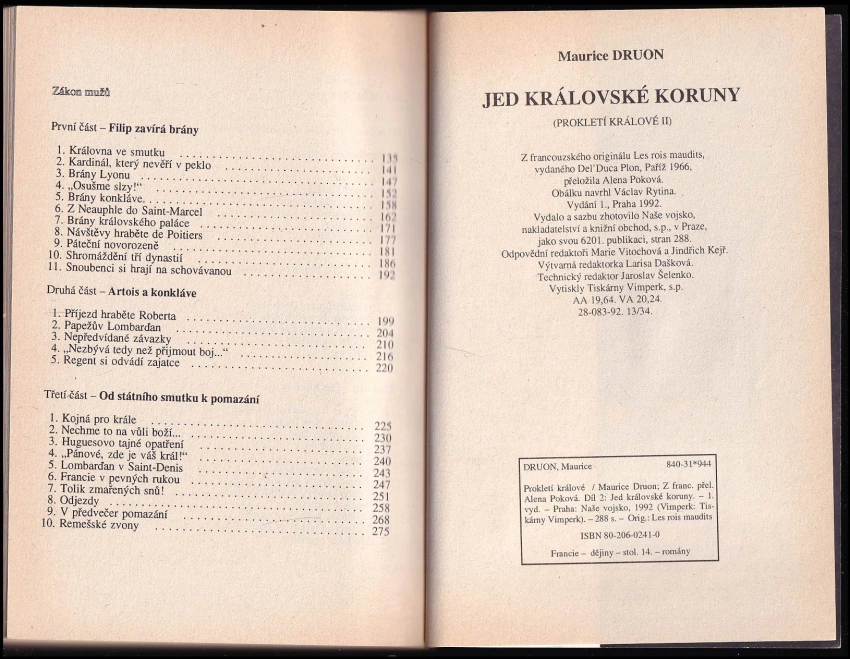 Zákon mužů
První část – Filip zavírá brány
1. Královna ve smutku . . . . . . . . . . . . . . . . . . . . . . 135
2. Kardinál, který nevěří v peklo . . . . . . . . . . . . . . . . . . 141
3. Brány Lyonu . . . . . . . . . . . . . . . . . . . . . . . . . . 147
4. „Osušme slzy!“ . . . . . . . . . . . . . . . . . . . . . . . . 152
5. Brány konkláve. . . . . . . . . . . . . . . . . . . . . . . . . 158
6. Z Neauphle do Saint-Marcel . . . . . . . . . . . . . . . . . . 162
7. Brány královského paláce . . . . . . . . . . . . . . . . . . . 171
8. Návštěvy hraběte de Poitiers . . . . . . . . . . . . . . . . . . 177
9. Páteční novorozeně . . . . . . . . . . . . . . . . . . . . . . 181
10. Shromáždění tří dynastií . . . . . . . . . . . . . . . . . . . . 186
11. Snoubenci si hrají na schovávanou . . . . . . . . . . . . . . . 192
Druhá část – Artois a konkláve
1. Příjezd hraběte Roberta . . . . . . . . . . . . . . . . . . . . 199
2. Papežův Lombarďan . . . . . . . . . . . . . . . . . . . . . . 204
3. Nepředvídané závazky . . . . . . . . . . . . . . . . . . . . . 210
4. „Nezbývá tedy než přijmout boj...“ . . . . . . . . . . . . . . . 216
5. Regent si odvádí zajatce . . . . . . . . . . . . . . . . . . . . 220
Třetí část – Od státního smutku k pomazání
1. Kojná pro krále . . . . . . . . . . . . . . . . . . . . . . . . 225
2. Nechme to na vůli boží... . . . . . . . . . . . . . . . . . . . 230
3. Huguesovo tajné opatření . . . . . . . . . . . . . . . . . . . 237
4. „Pánové, zde je váš král!“ . . . . . . . . . . . . . . . . . . . 240
5. Lombarďan v Saint-Denis . . . . . . . . . . . . . . . . . . . 243
6. Francie v pevných rukou . . . . . . . . . . . . . . . . . . . . 247
7. Tolik zmařených snů! . . . . . . . . . . . . . . . . . . . . . 251
8. Odjezdy . . . . . . . . . . . . . . . . . . . . . . . . . . . . 258
9. V předvečer pomazání . . . . . . . . . . . . . . . . . . . . . 268
10. Remešské zvony . . . . . . . . . . . . . . . . . . . . . . . . 275
Maurice DRUON
JED KRÁLOVSKÉ KORUNY
(PROKLETÍ KRÁLOVÉ II)
Z francouzského originálu Les rois maudits,
vydaného Del'Duca Plon, Paříž 1966,
přeložila Alena Poková.
Obálku navrhl Václav Rytina.
Vydání 1., Praha 1992.
Vydalo a sazbu zhotovilo Naše vojsko,
nakladatelství a knižní obchod, s.p., v Praze,
jako svou 6201. publikaci, stran 288.
Odpovědní redaktoři Marie Vitochová a Jindřich Kejř.
Výtvarná redaktorka Larisa Dašková.
Technický redaktor Jaroslav Šelenko.
Vytiskly Tiskárny Vimperk, s.p.
AA 19,64. VA 20,24.
28-083-92. 13/34.
DRUON, Maurice 840-31*944
Prokletí králové / Maurice Druon; Z franc. přel.
Alena Poková. Díl 2: Jed královské koruny. – 1.
vyd. – Praha: Naše vojsko, 1992 (Vimperk: Tis-
kárny Vimperk). – 288 s. – Orig.: Les rois maudits
ISBN 80-206-0241-0
Francie – dějiny – stol. 14. – romány